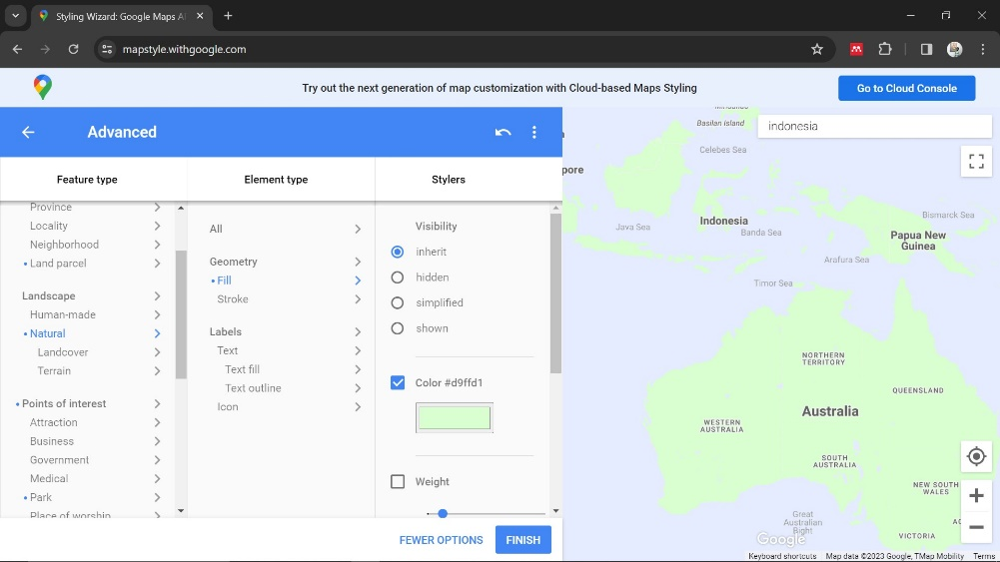 Styling Wizard: Google Maps A
mapstyle.withgoogle.com
Try out the next generation of map customization with Cloud-based Maps Styling
Go to Cloud Console
Advanced
Feature type
Element type
Stylers
Province
Locality
Neighborhood
Land parcel
Landscape
Human-made
Natural
Landcover
Terrain
Points of interest
Attraction
Business
Government
Medical
Park
Place of worship
All
Geometry
Fill
Stroke
Labels
Text
Text fill
Text outline
Icon
Visibility
inherit
hidden
simplified
shown
Color #d9ffd1
Weight
FEWER OPTIONS
FINISH
indonesia
Basilan Island
Celebes Sea
pore
Indonesia
Java Sea
Banda Sea
Bismarck Sea
Papua New
Guinea
Arafura Sea
Timor Sea
NORTHERN
TERRITORY
QUEENSLAND
Australia
WESTERN
AUSTRALIA
SOUTH
AUSTRALIA
NEW SOUTH
WALES
Great
Australian
Bight
VICTORIA
Google
Keyboard shortcuts
Map data ©2023 Google, TMap Mobility
Terms